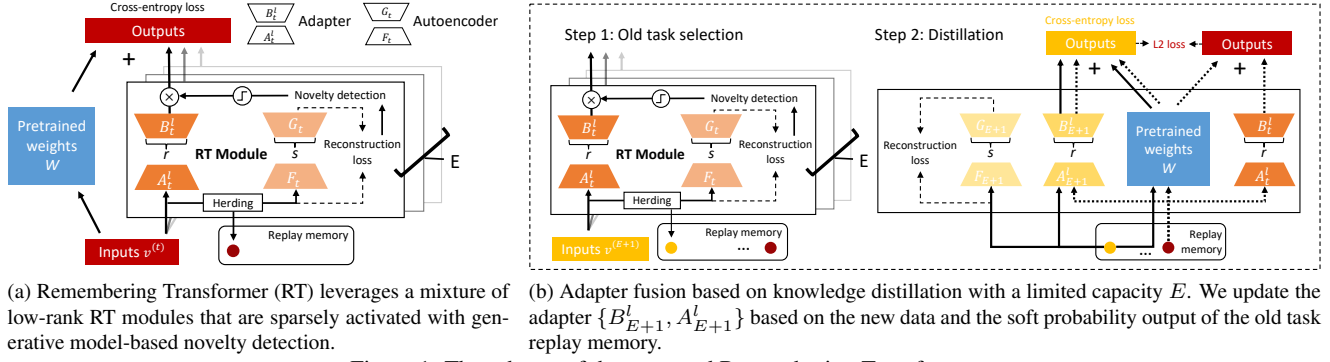 Cross-entropy loss
Outputs
+
B_t^l
A_t^l
Adapter
G_t
F_t
Autoencoder
Novelty detection
Pretrained
weights
W
B_t^l
G_t
r
RT Module
s
Reconstruction
loss
E
A_t^l
F_t
Herding
Inputs v^(t)
Replay memory
(a) Remembering Transformer (RT) leverages a mixture of
low-rank RT modules that are sparsely activated with gen-
erative model-based novelty detection.
Step 1: Old task selection
Novelty detection
B_t^l
G_t
r
RT Module
s
Reconstruction
loss
E
A_t^l
F_t
Herding
Inputs v^(E+1)
Replay memory
...
Step 2: Distillation
Cross-entropy loss
Outputs
L2 loss
Outputs
+
+
G_{E+1}
B_{E+1}^l
Pretrained
weights
W
B_t^l
Reconstruction
loss
s
r
r
F_{E+1}
A_{E+1}^l
A_t^l
...
Replay
memory
(b) Adapter fusion based on knowledge distillation with a limited capacity E. We update the
adapter {B_{E+1}^l, A_{E+1}^l} based on the new data and the soft probability output of the old task
replay memory.